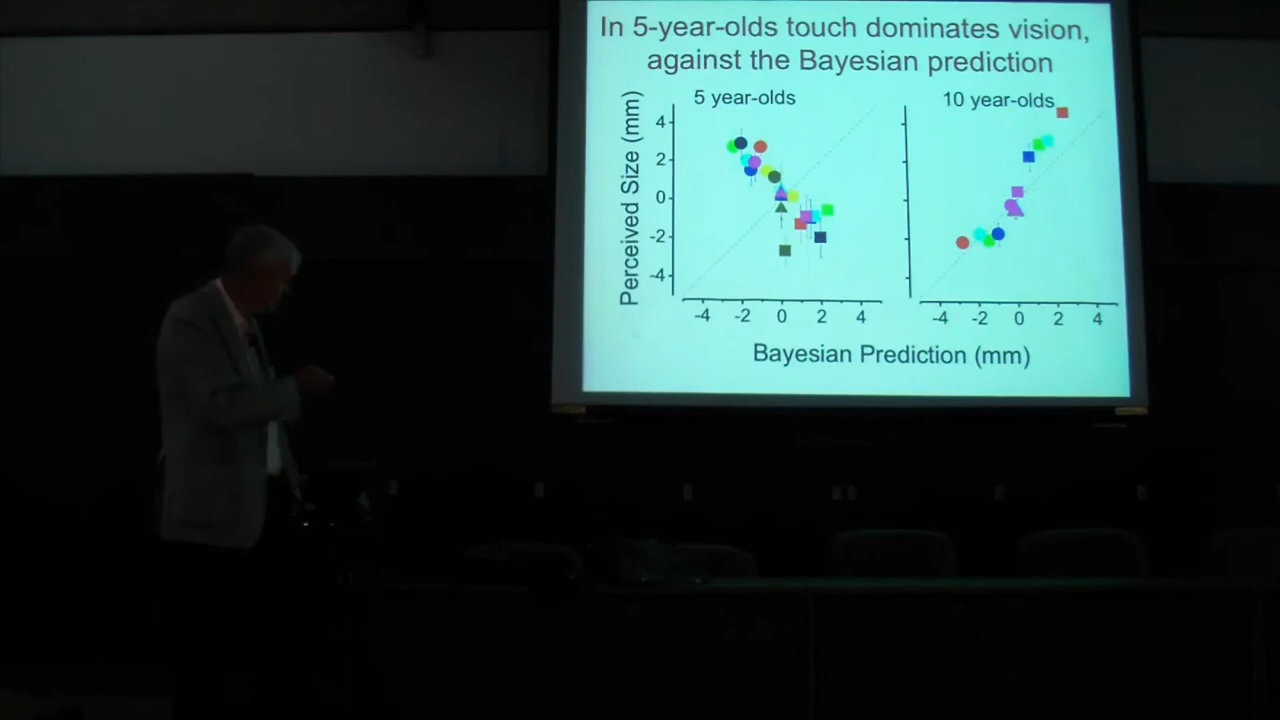 In 5-year-olds touch dominates vision,
against the Bayesian prediction
5 year-olds
10 year-olds
Perceived Size (mm)
4
2
0
-2
-4
-4 -2 0 2 4
-4 -2 0 2 4
Bayesian Prediction (mm)